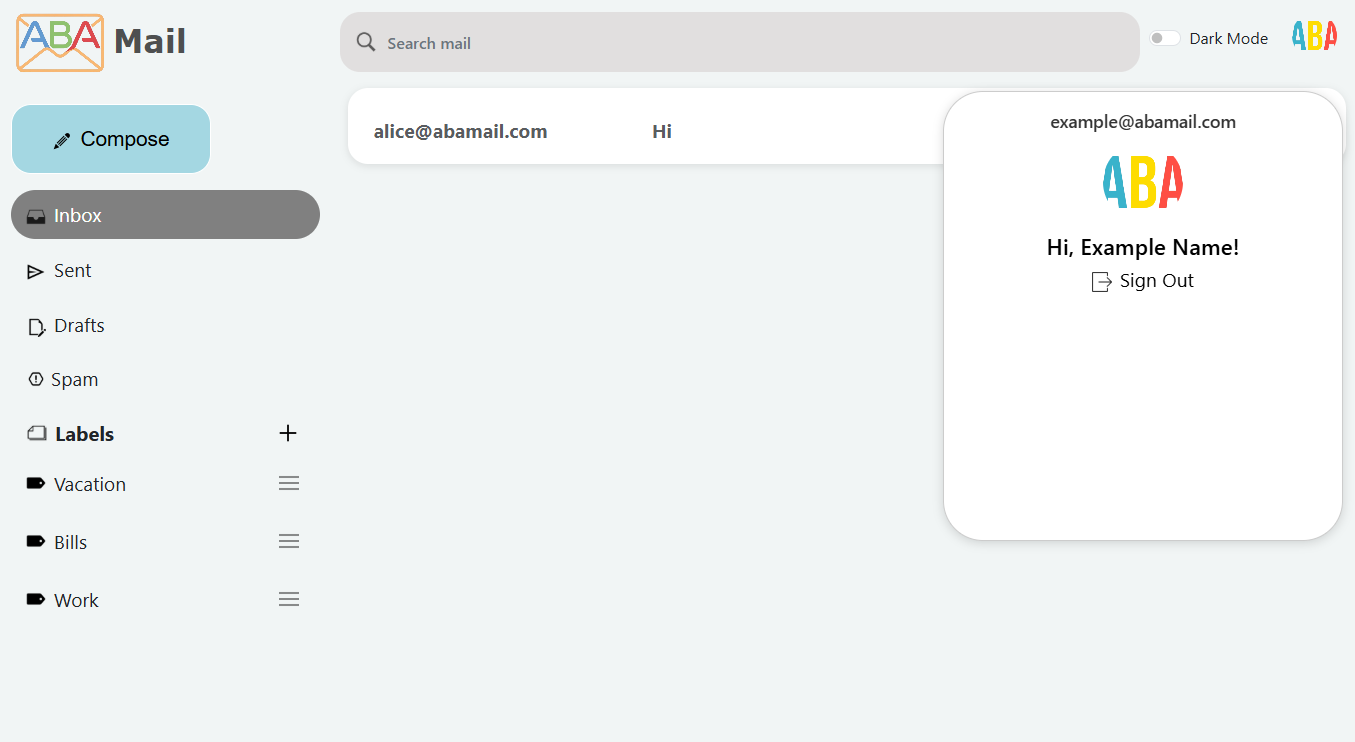 ABA Mail
Search mail
Dark Mode
ABA
Compose
Inbox
Sent
Drafts
Spam
Labels
Vacation
Bills
Work
alice@abamail.com Hi
example@abamail.com
ABA
Hi, Example Name!
Sign Out